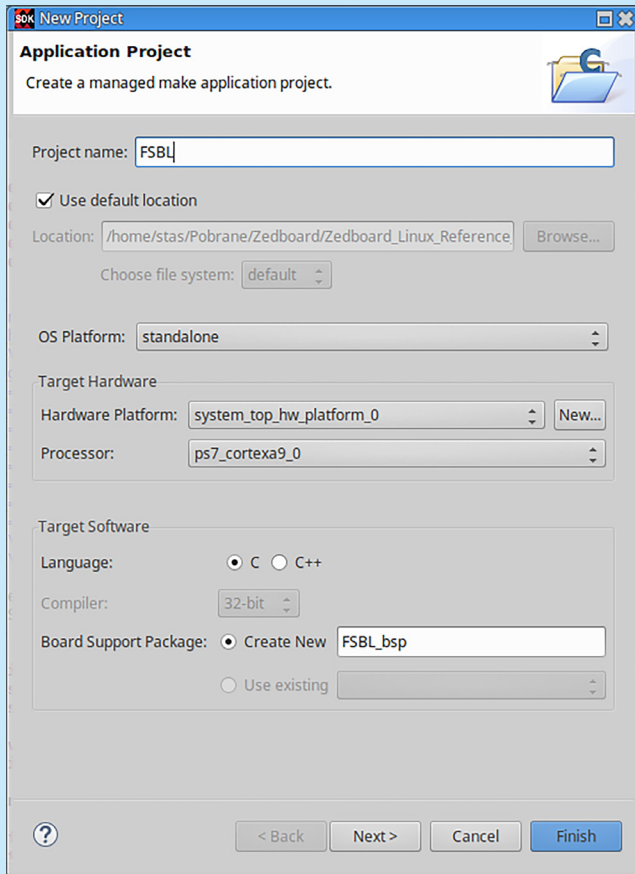 SDK New Project
Application Project
Create a managed make application project.
C
Project name: FSBL
Use default location
Location: /home/stas/Pobrane/Zedboard/Zedboard_Linux_Reference_ Browse...
Choose file system: default
OS Platform: standalone
Target Hardware
Hardware Platform: system_top_hw_platform_0 New...
Processor: ps7_cortexa9_0
Target Software
Language: C C++
Compiler: 32-bit
Board Support Package: Create New FSBL_bsp
Use existing
? < Back Next > Cancel Finish